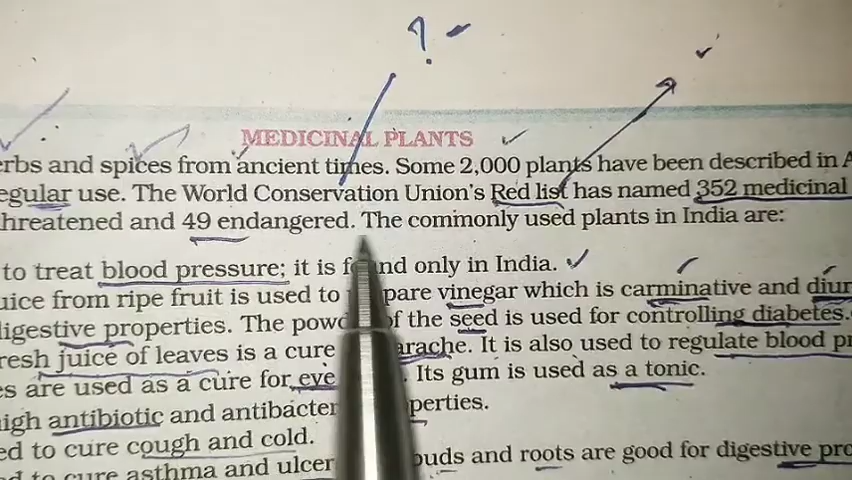 ?
MEDICINAL PLANTS
erbs and spices from ancient times. Some 2,000 plants have been described in A
egular use. The World Conservation Union's Red list has named 352 medicinal
hreatened and 49 endangered. The commonly used plants in India are:
to treat blood pressure; it is found only in India.
uice from ripe fruit is used to pare vinegar which is carminative and diur
digestive properties. The powd of the seed is used for controlling diabetes.
resh juice of leaves is a cure arache. It is also used to regulate blood pr
es are used as a cure for eye Its gum is used as a tonic.
igh antibiotic and antibacter perties.
ed to cure cough and cold.
ed to cure asthma and ulcer buds and roots are good for digestive pro